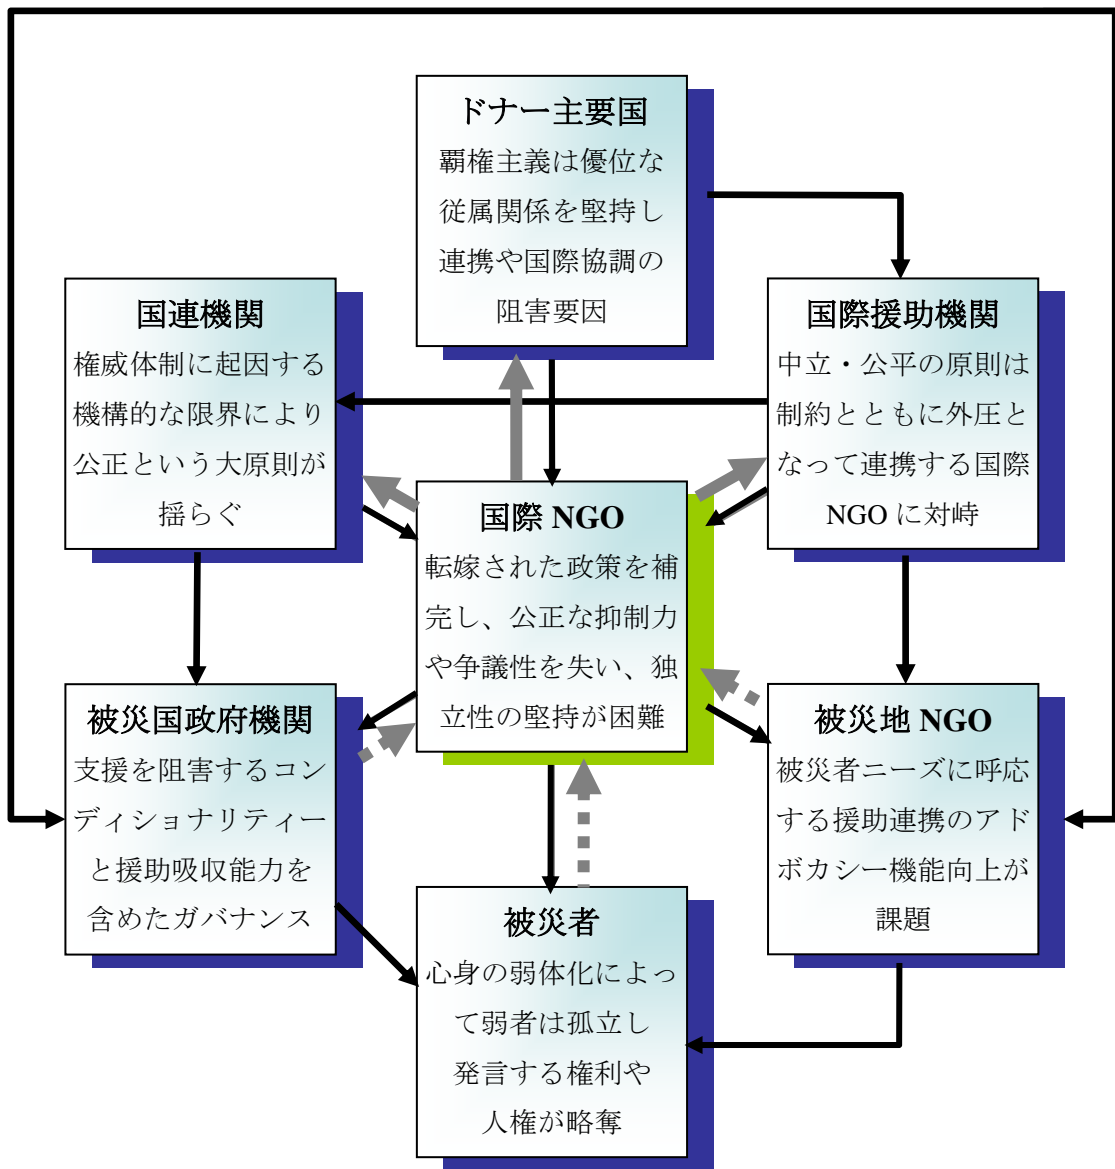 ドナー主要国
覇権主義は優位な
従属関係を堅持し
連携や国際協調の
阻害要因
国連機関
権威体制に起因する
機構的な限界により
公正という大原則が
揺らぐ
国際援助機関
中立・公平の原則は
制約とともに外圧と
なって連携する国際
NGO に対峙
国際 NGO
転嫁された政策を補
完し、公正な抑制力
や争議性を失い、独
立性の堅持が困難
被災国政府機関
支援を阻害するコン
ディショナリティー
と援助吸収能力を
含めたガバナンス
被災地 NGO
被災者ニーズに呼応
する援助連携のアド
ボカシー機能向上が
課題
被災者
心身の弱体化によっ
て弱者は孤立し
発言する権利や
人権が略奪